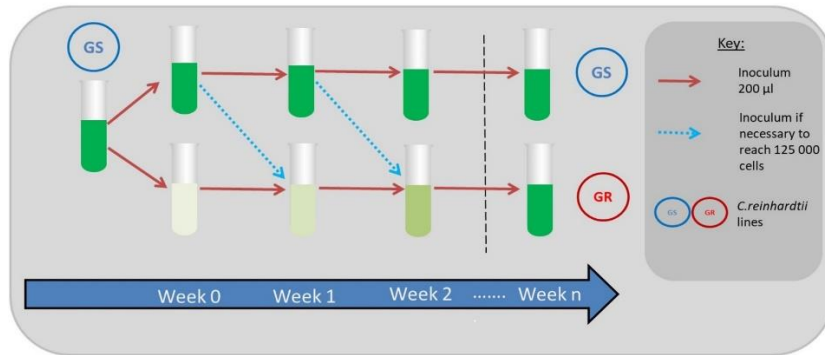 GS
GS
GR
Week 0
Week 1
Week 2
.......
Week n
Key:
Inoculum
200 µl
Inoculum if
necessary to
reach 125 000
cells
GS
GR
C.reinhardtii
lines